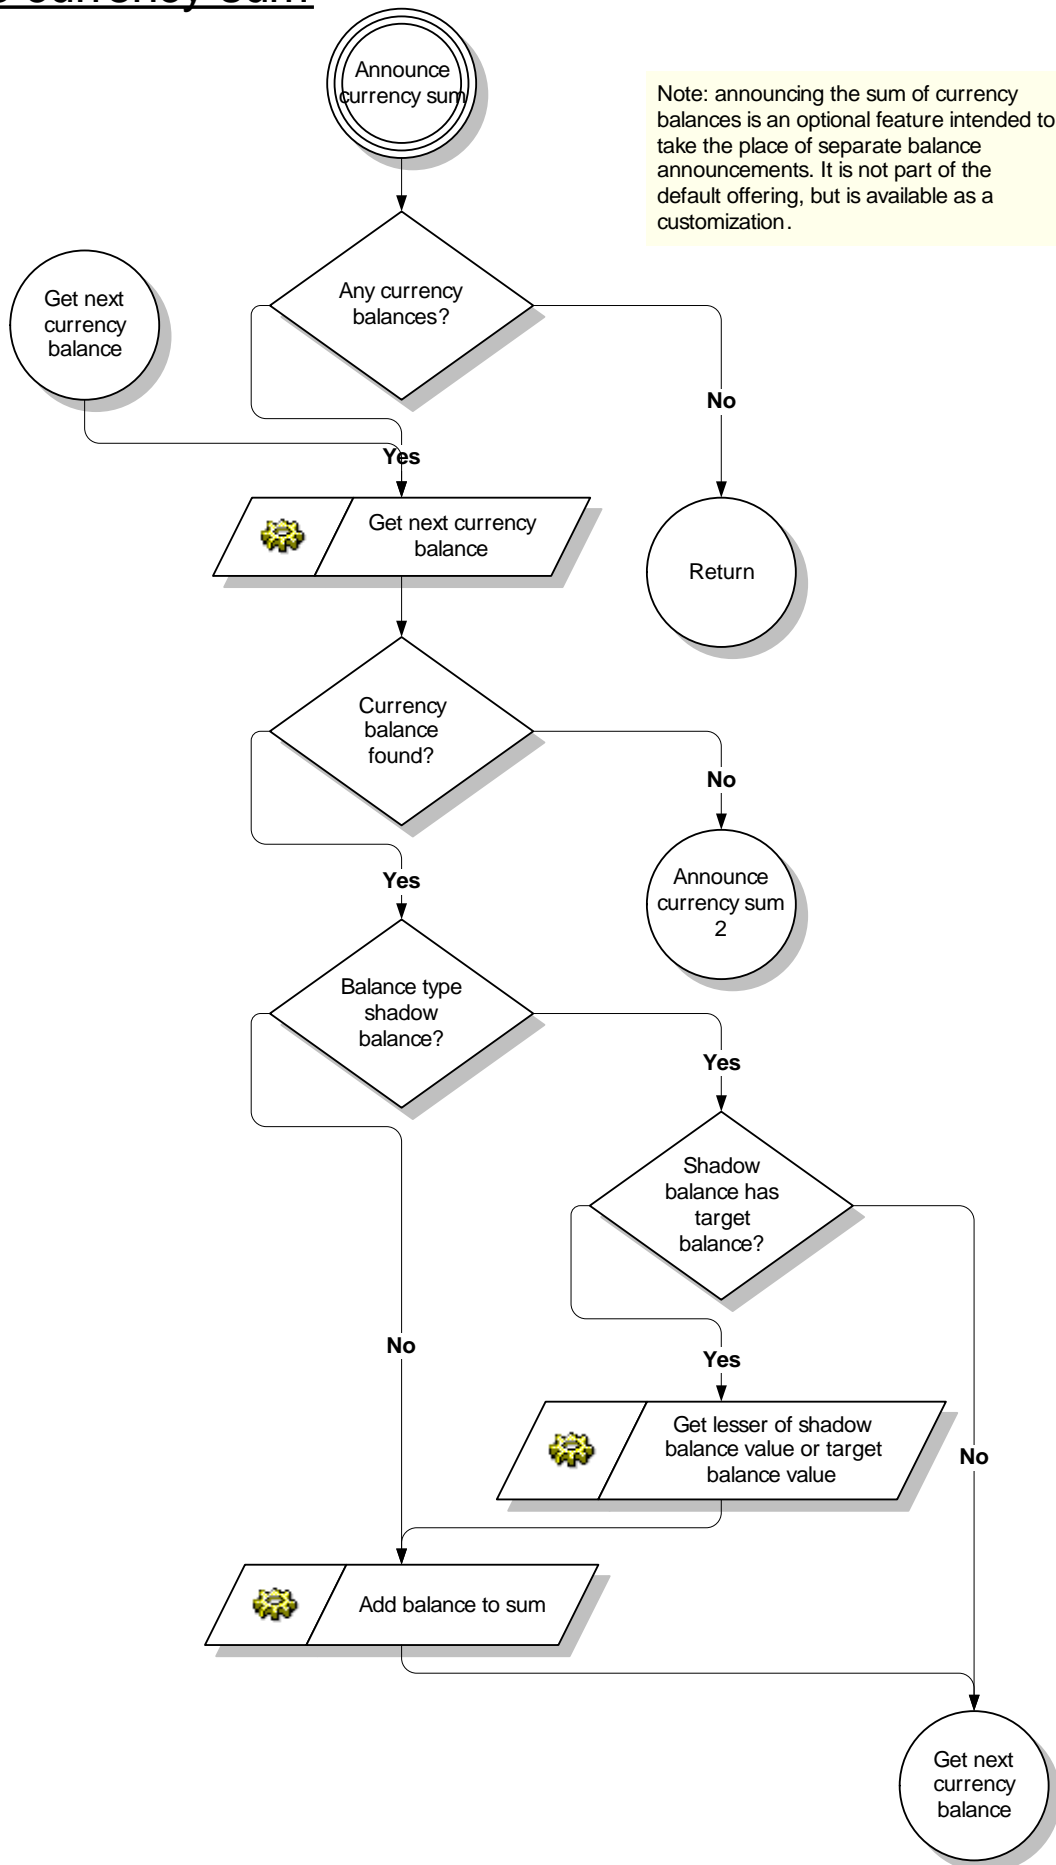 currency sum
Announce
currency sum
Note: announcing the sum of currency
balances is an optional feature intended to
take the place of separate balance
announcements. It is not part of the
default offering, but is available as a
customization.
Any currency
balances?
Get next
currency
balance
No
Yes
Get next currency
balance
Return
Currency
balance
found?
No
Yes
Announce
currency sum
2
Balance type
shadow
balance?
Yes
Shadow
balance has
target
balance?
No
Yes
Get lesser of shadow
balance value or target
balance value
No
Add balance to sum
Get next
currency
balance